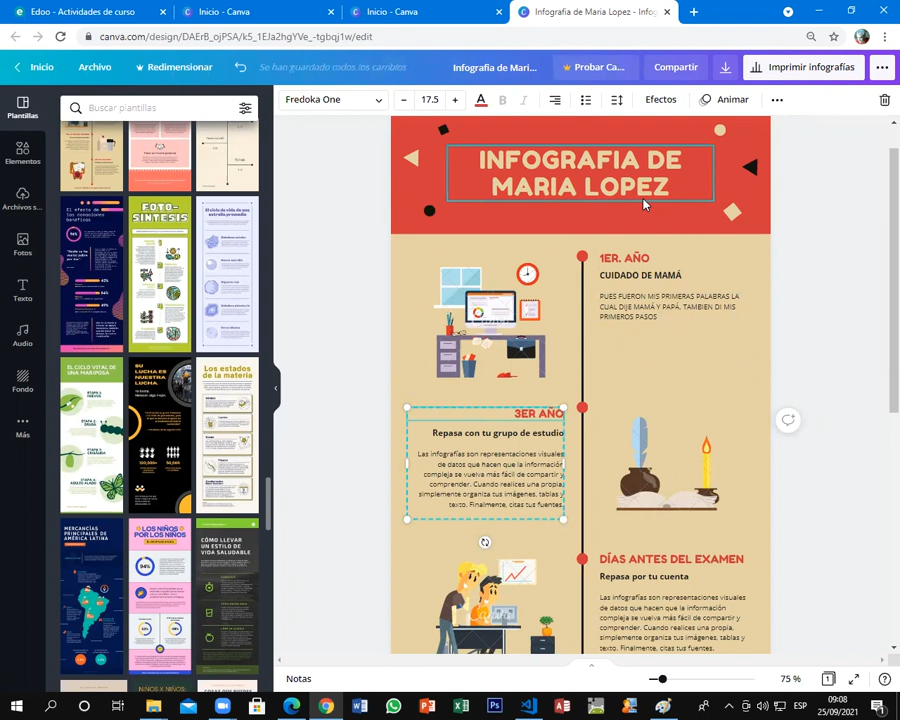 Edoo - Actividades de curso
Inicio - Canva
Inicio - Canva
Infografia de Maria Lopez - Infog
canva.com/design/DAErB_ojPSA/k5_1EJa2hgYVe_-tgbqj1w/edit
Inicio
Archivo
Redimensionar
Se han guardado todos los cambios
Infografia de Mari...
Probar Ca...
Compartir
Imprimir infografías
Plantillas
Elementos
Archivos s...
Fotos
Texto
Audio
Fondo
Más
Buscar plantillas
Fredoka One
17.5
Efectos
Animar
El efecto de
las donaciones
benéficas
FOTO-
SÍNTESIS
El ciclo de vida de una
estrella promedio
EL CICLO VITAL DE
UNA MARIPOSA
SU
LUCHA ES
NUESTRA
LUCHA
Los estados
de la materia
MERCANCÍAS
PRINCIPALES DE
AMÉRICA LATINA
LOS NIÑOS
POR LOS NIÑOS
94%
CÓMO LLEVAR
UN ESTILO DE
VIDA SALUDABLE
INFOGRAFIA DE
MARIA LOPEZ
1ER. AÑO
CUIDADO DE MAMÁ
PUES FUERON MIS PRIMERAS PALABRAS LA
CUAL DIJE MAMÁ Y PAPÁ, TAMBIEN DI MIS
PRIMEROS PASOS
3ER AÑO
Repasa con tu grupo de estudio
Las infografías son representaciones visuales
de datos que hacen que la información
compleja se vuelva más fácil de compartir y
comprender. Cuando realices una propia,
simplemente organiza tus imágenes, tablas y
texto. Finalmente, citas tus fuentes.
DÍAS ANTES DEL EXAMEN
Repasa por tu cuenta
Las infografías son representaciones visuales
de datos que hacen que la información
compleja se vuelva más fácil de compartir y
comprender. Cuando realices una propia,
simplemente organiza tus imágenes, tablas y
texto. Finalmente, citas tus fuentes.
Notas
75 %
1
ESP
09:08
25/09/2021